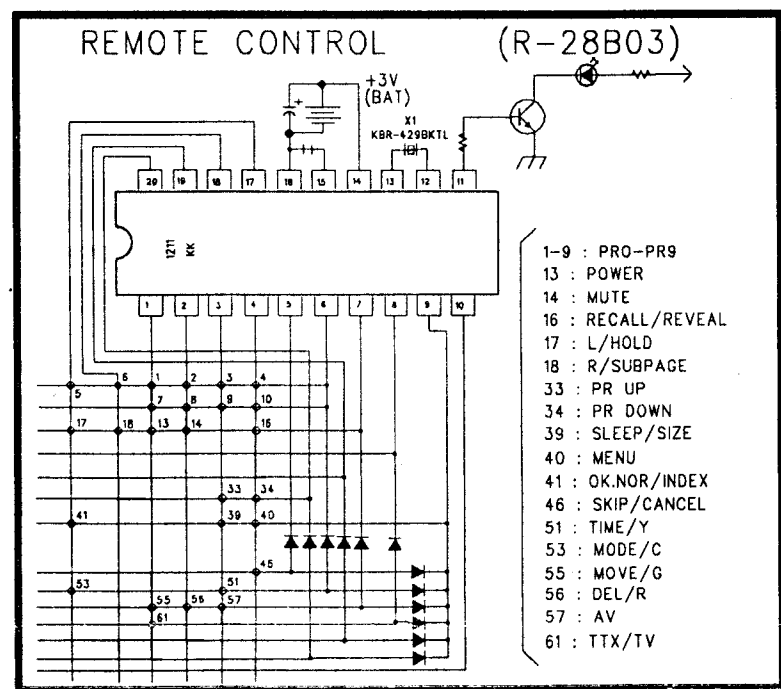 REMOTE CONTROL (R-28B03)
+3V
(BAT)
X1
KBR-429BKTL
20 19 18 17 16 15 14 13 12 11
1211
KK
1 2 3 4 5 6 7 8 9 10
6 1 2 3 4
5
7 8 9 10
17 18 13 14 16
33 34
41 39 40
46
53 51
55 56 57
61
1-9 : PRO-PR9
13 : POWER
14 : MUTE
16 : RECALL/REVEAL
17 : L/HOLD
18 : R/SUBPAGE
33 : PR UP
34 : PR DOWN
39 : SLEEP/SIZE
40 : MENU
41 : OK.NOR/INDEX
46 : SKIP/CANCEL
51 : TIME/Y
53 : MODE/C
55 : MOVE/G
56 : DEL/R
57 : AV
61 : TTX/TV